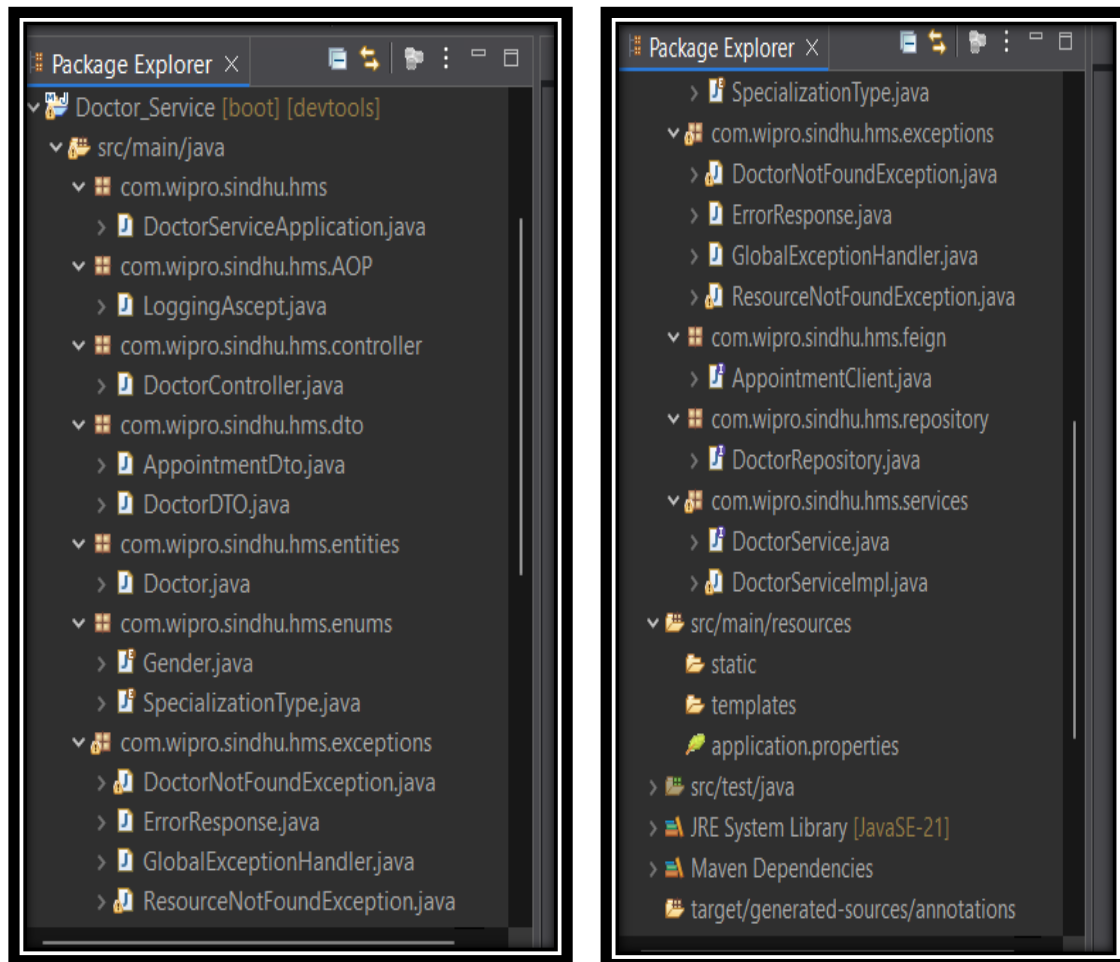 Package Explorer
Doctor_Service [boot] [devtools]
src/main/java
com.wipro.sindhu.hms
DoctorServiceApplication.java
com.wipro.sindhu.hms.AOP
LoggingAscept.java
com.wipro.sindhu.hms.controller
DoctorController.java
com.wipro.sindhu.hms.dto
AppointmentDto.java
DoctorDTO.java
com.wipro.sindhu.hms.entities
Doctor.java
com.wipro.sindhu.hms.enums
Gender.java
SpecializationType.java
com.wipro.sindhu.hms.exceptions
DoctorNotFoundException.java
ErrorResponse.java
GlobalExceptionHandler.java
ResourceNotFoundException.java
Package Explorer
SpecializationType.java
com.wipro.sindhu.hms.exceptions
DoctorNotFoundException.java
ErrorResponse.java
GlobalExceptionHandler.java
ResourceNotFoundException.java
com.wipro.sindhu.hms.feign
AppointmentClient.java
com.wipro.sindhu.hms.repository
DoctorRepository.java
com.wipro.sindhu.hms.services
DoctorService.java
DoctorServiceImpl.java
src/main/resources
static
templates
application.properties
src/test/java
JRE System Library [JavaSE-21]
Maven Dependencies
target/generated-sources/annotations